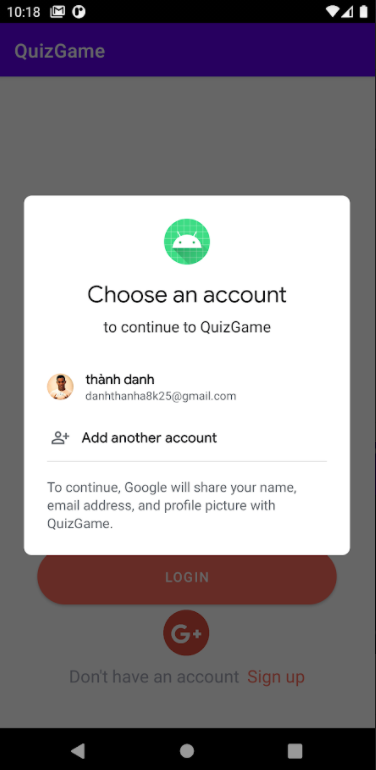 10:18
QuizGame
Choose an account
to continue to QuizGame
thành danh
danhthanha8k25@gmail.com
Add another account
To continue, Google will share your name,
email address, and profile picture with
QuizGame.
LOGIN
G+
Don't have an account Sign up